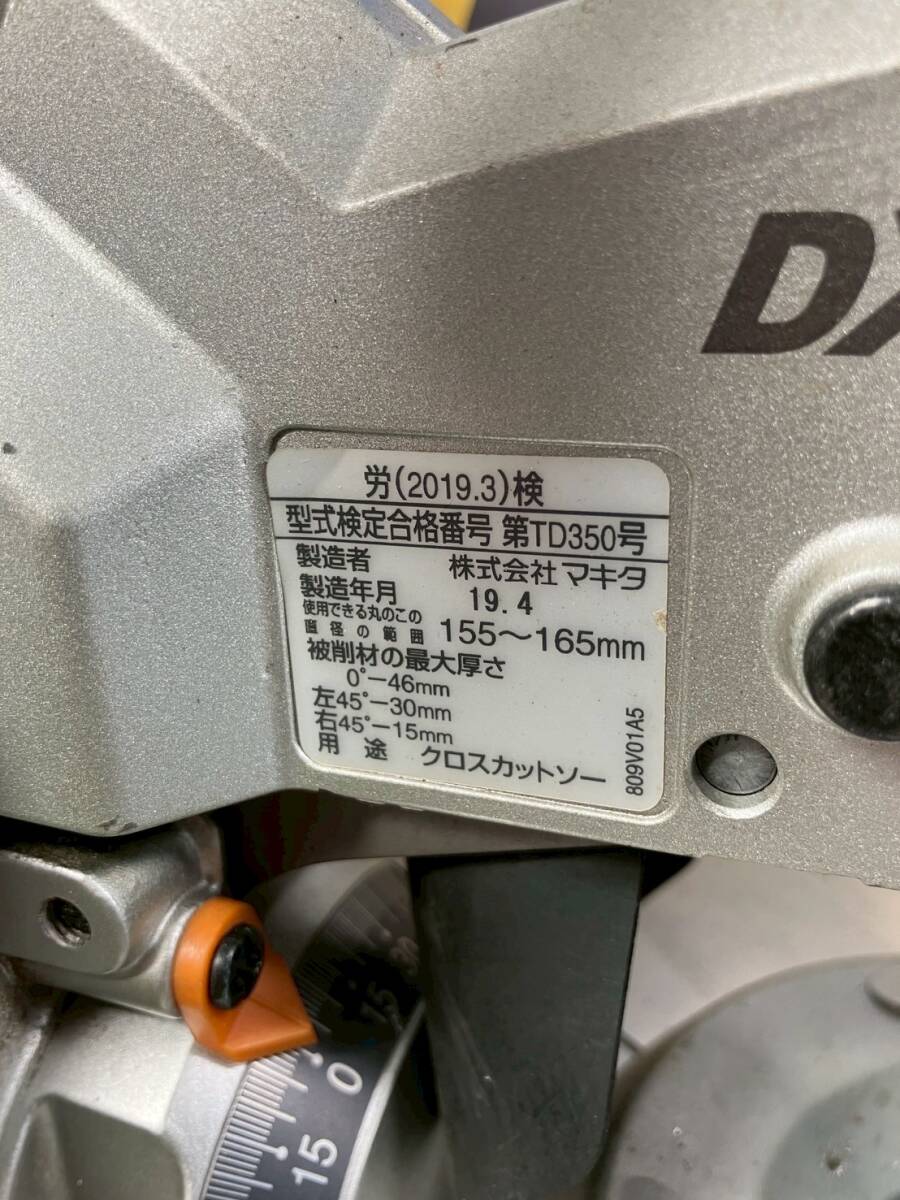 DX
労(2019.3)検
型式検定合格番号 第TD350号
製造者 株式会社マキタ
製造年月 19.4
使用できる丸のこの
直径の範囲 155〜165mm
被削材の最大厚さ
0°−46mm
左45°−30mm
右45°−15mm
用途 クロスカットソー
809V01A5
15
0
15